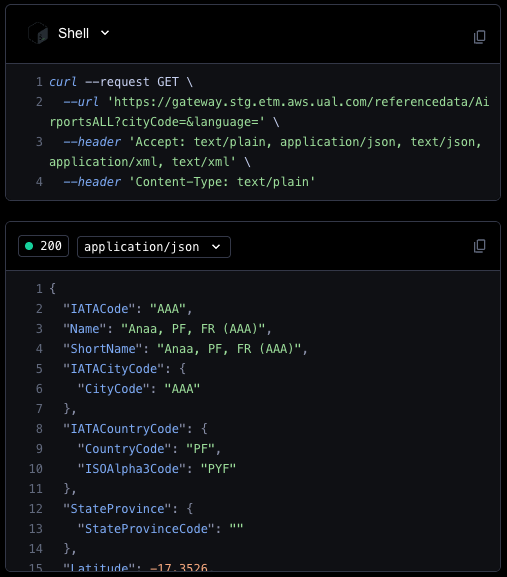 Shell
1 curl --request GET \
2   --url 'https://gateway.stg.etm.aws.ual.com/referencedata/Ai
rportsALL?cityCode=&language=' \
3   --header 'Accept: text/plain, application/json, text/json,
application/xml, text/xml' \
4   --header 'Content-Type: text/plain'
200 application/json
1 {
2   "IATACode": "AAA",
3   "Name": "Anaa, PF, FR (AAA)",
4   "ShortName": "Anaa, PF, FR (AAA)",
5   "IATACityCode": {
6     "CityCode": "AAA"
7   },
8   "IATACountryCode": {
9     "CountryCode": "PF",
10     "ISOAlpha3Code": "PYF"
11   },
12   "StateProvince": {
13     "StateProvinceCode": ""
14   },
15   "Latitude": -17.3526,